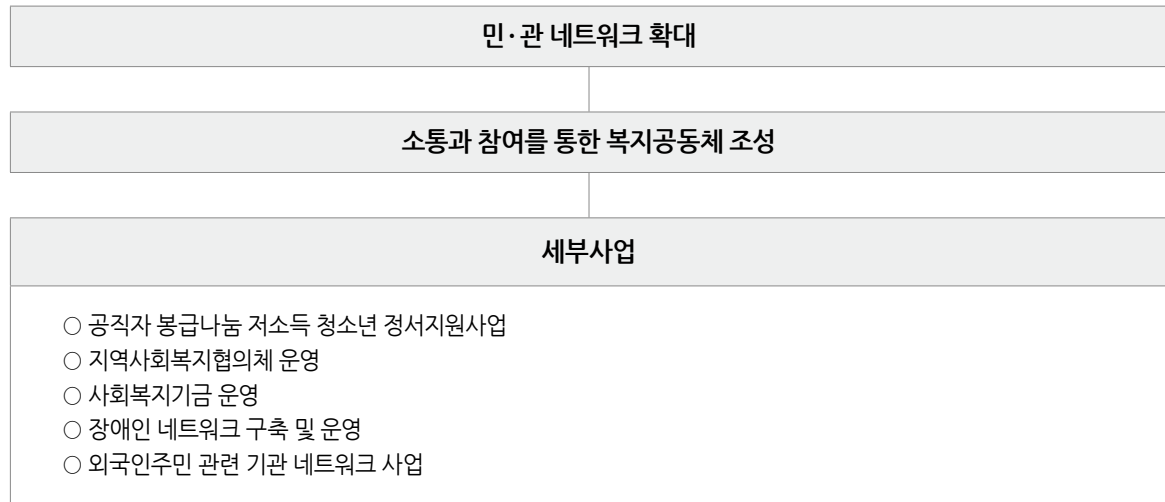 민·관 네트워크 확대
소통과 참여를 통한 복지공동체 조성
세부사업
○ 공직자 봉급나눔 저소득 청소년 정서지원사업
○ 지역사회복지협의체 운영
○ 사회복지기금 운영
○ 장애인 네트워크 구축 및 운영
○ 외국인주민 관련 기관 네트워크 사업